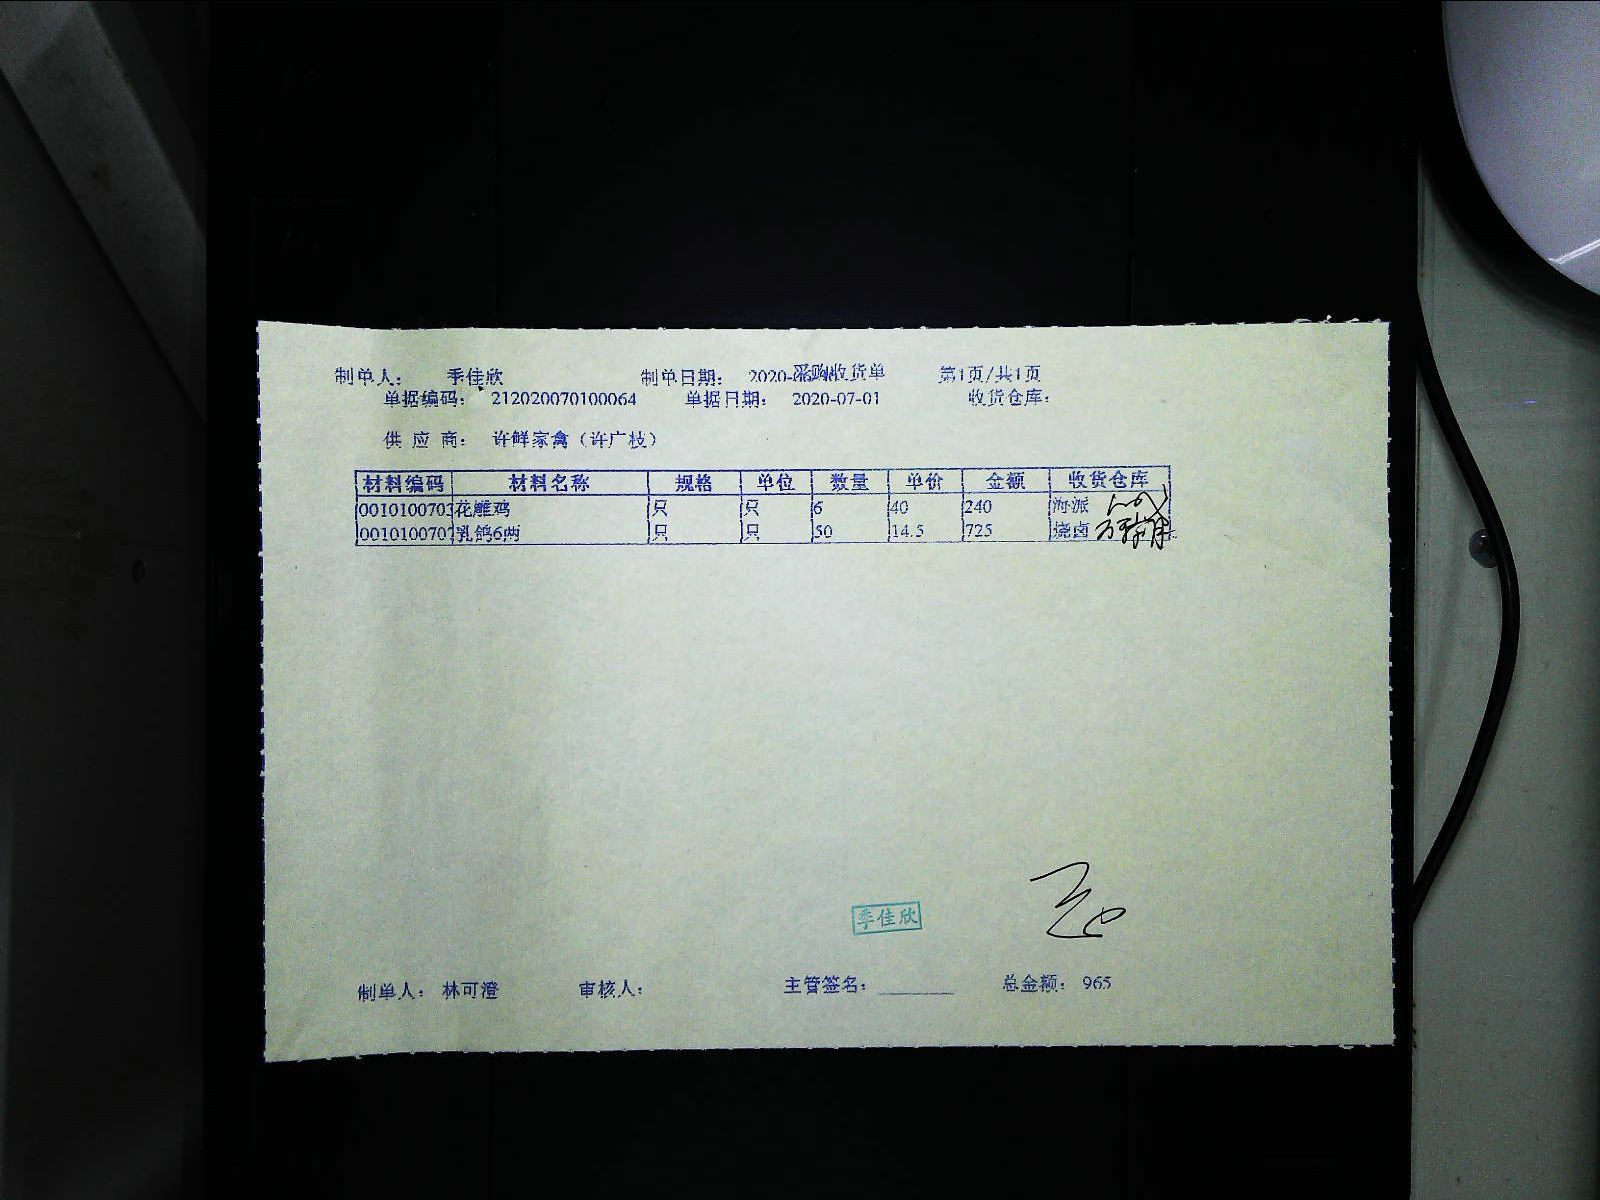 制单人： 季佳欣 制单日期： 2020- 采购收货单 第1页/共1页
单据编码： 212020070100064 单据日期： 2020-07-01 收货仓库：
供 应 商： 许鲜家禽（许广枝）
材料编码 材料名称 规格 单位 数量 单价 金额 收货仓库
0010100703 花雕鸡 只 只 6 40 240 海派
0010100707 乳鸽6两 只 只 50 14.5 725 烧卤
季佳欣
制单人： 林可澄 审核人： 主管签名： 总金额： 965